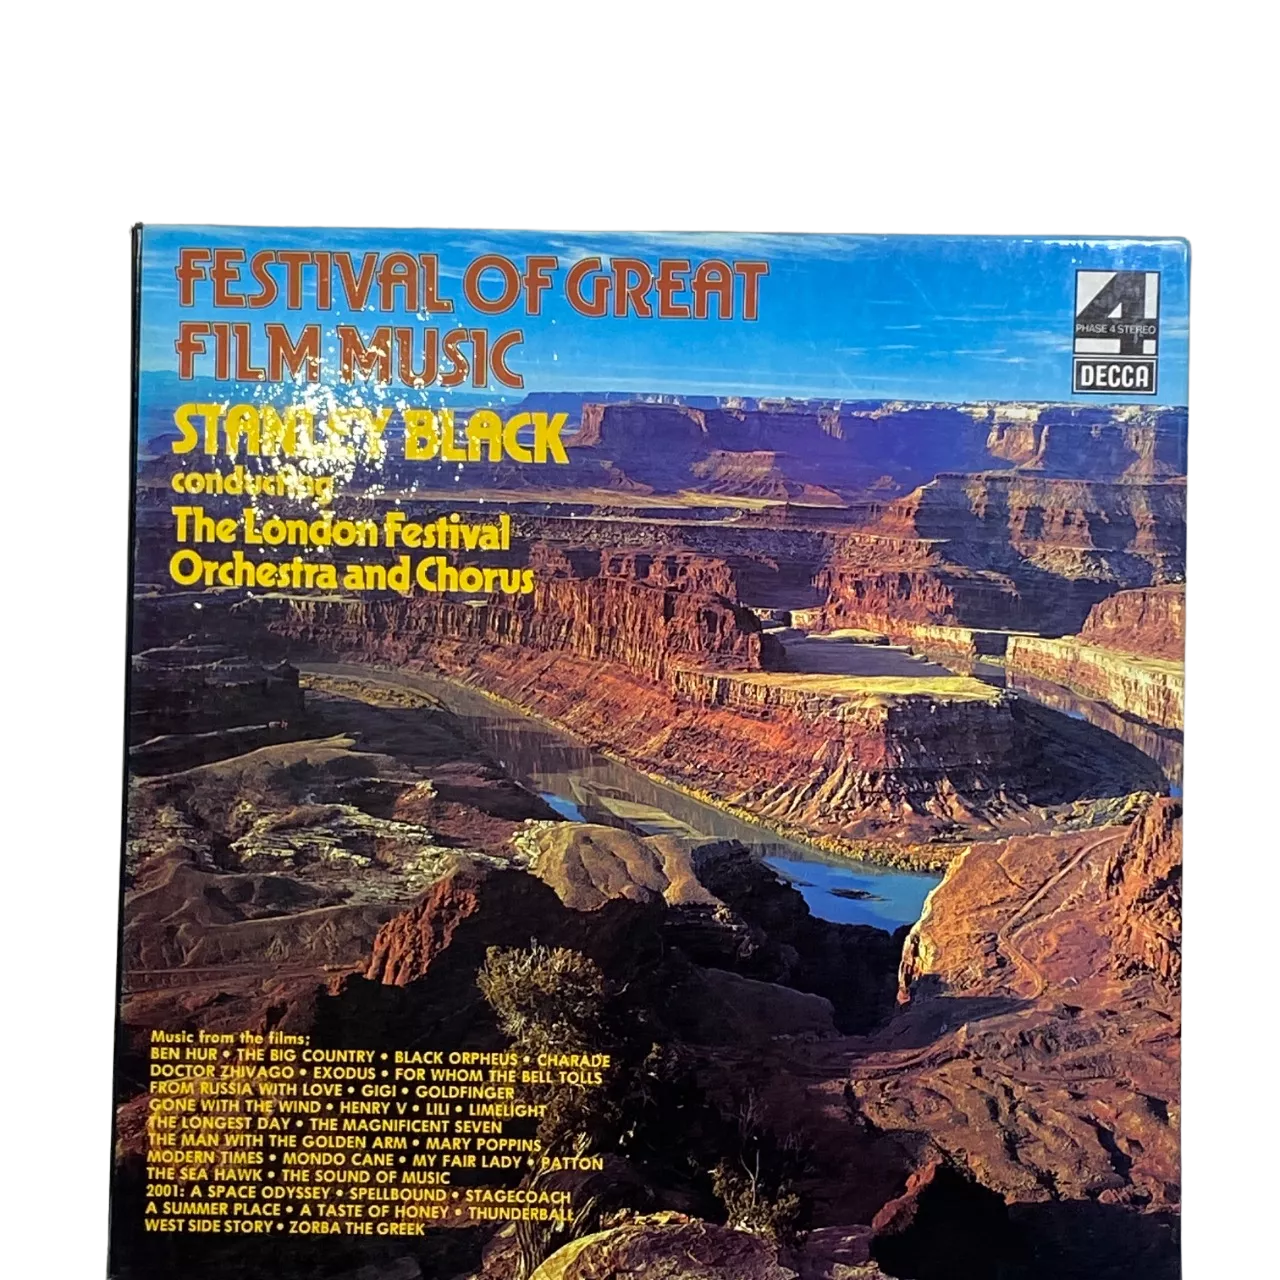 FESTIVAL OF GREAT
FILM MUSIC
STANLEY BLACK
conducting
The London Festival
Orchestra and Chorus
4
PHASE 4 STEREO
DECCA
Music from the films:
BEN HUR • THE BIG COUNTRY • BLACK ORPHEUS • CHARADE
DOCTOR ZHIVAGO • EXODUS • FOR WHOM THE BELL TOLLS
FROM RUSSIA WITH LOVE • GIGI • GOLDFINGER
GONE WITH THE WIND • HENRY V • LILI • LIMELIGHT
THE LONGEST DAY • THE MAGNIFICENT SEVEN
THE MAN WITH THE GOLDEN ARM • MARY POPPINS
MODERN TIMES • MONDO CANE • MY FAIR LADY • PATTON
THE SEA HAWK • THE SOUND OF MUSIC
2001: A SPACE ODYSSEY • SPELLBOUND • STAGECOACH
A SUMMER PLACE • A TASTE OF HONEY • THUNDERBALL
WEST SIDE STORY • ZORBA THE GREEK